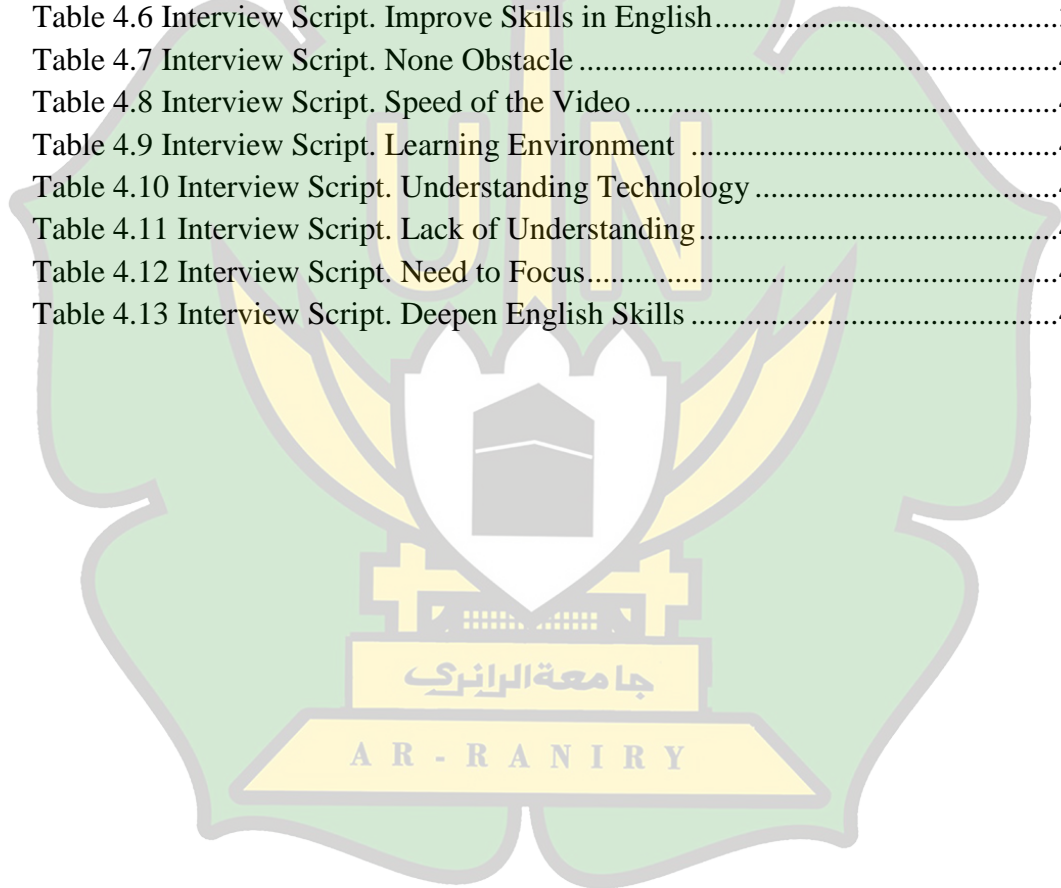 Table 4.6 Interview Script. Improve Skills in English
Table 4.7 Interview Script. None Obstacle
Table 4.8 Interview Script. Speed of the Video
Table 4.9 Interview Script. Learning Environment
Table 4.10 Interview Script. Understanding Technology
Table 4.11 Interview Script. Lack of Understanding
Table 4.12 Interview Script. Need to Focus
Table 4.13 Interview Script. Deepen English Skills
UIN
جامعة الرانري
AR-RANIRY